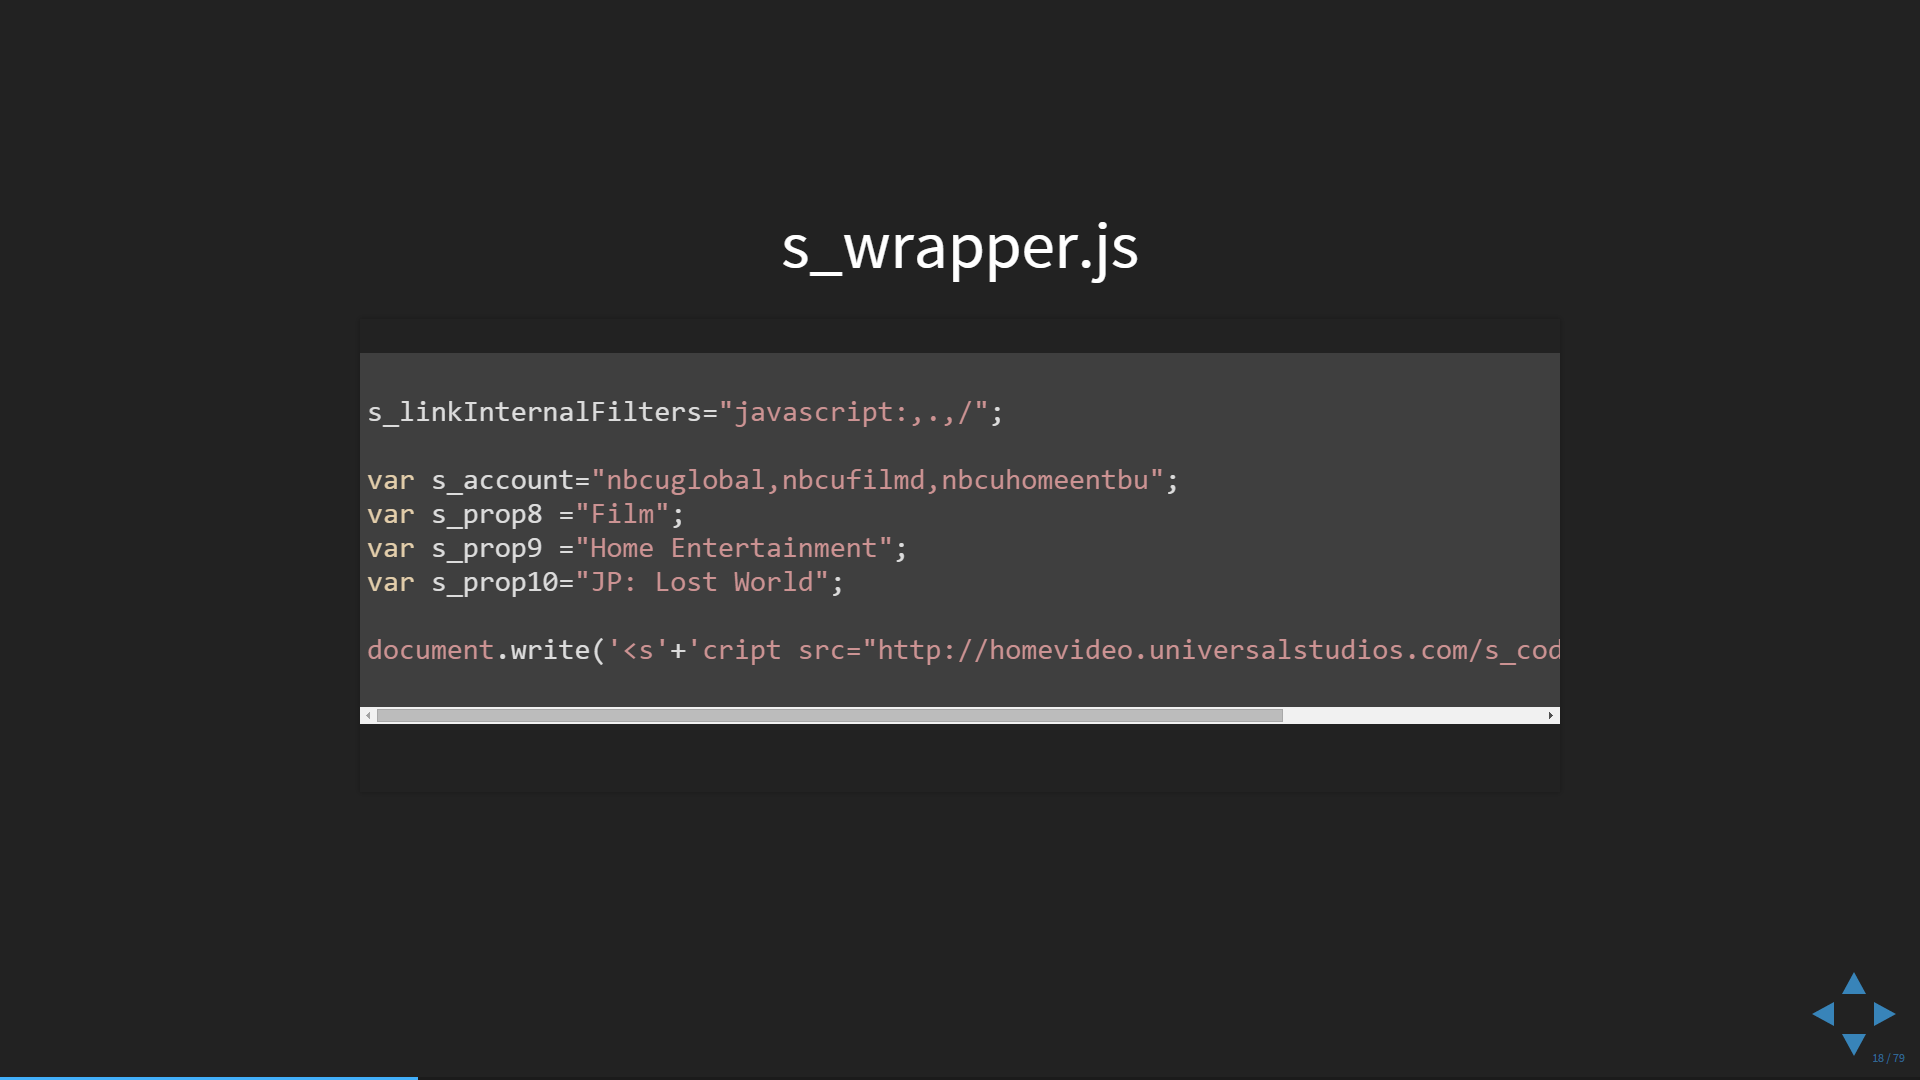 s_wrapper.js
s_linkInternalFilters="javascript:,.,/";
var s_account="nbcuglobal,nbcufilmd,nbcuhomeentbu";
var s_prop8 ="Film";
var s_prop9 ="Home Entertainment";
var s_prop10="JP: Lost World";
document.write('<s'+'cript src="http://homevideo.universalstudios.com/s_cod
18 / 79